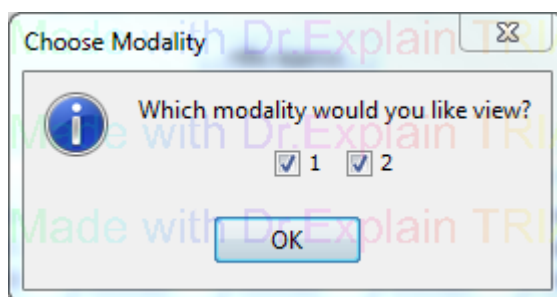 Choose Modality
Made with Dr.Explain TRI
Which modality would you like view?
Made with Dr.Explain TRI
1 2
OK
Made with Dr.Explain TRI